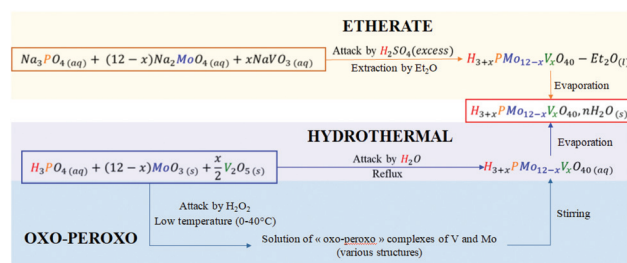 ETHERATE
Na₃PO₄ (aq) + (12 − x)Na₂MoO₄ (aq) + xNaVO₃ (aq)
Attack by H₂SO₄(excess)
Extraction by Et₂O
H₃₊ₓPMo₁₂₋ₓVₓO₄₀ − Et₂O(l)
Evaporation
H₃₊ₓPMo₁₂₋ₓVₓO₄₀, nH₂O (s)
HYDROTHERMAL
Evaporation
H₃PO₄ (aq) + (12 − x)MoO₃ (s) + x/2 V₂O₅ (s)
Attack by H₂O
Reflux
H₃₊ₓPMo₁₂₋ₓVₓO₄₀ (aq)
Attack by H₂O₂
Low temperature (0-40°C)
Stirring
OXO-PEROXO
Solution of « oxo-peroxo » complexes of V and Mo
(various structures)